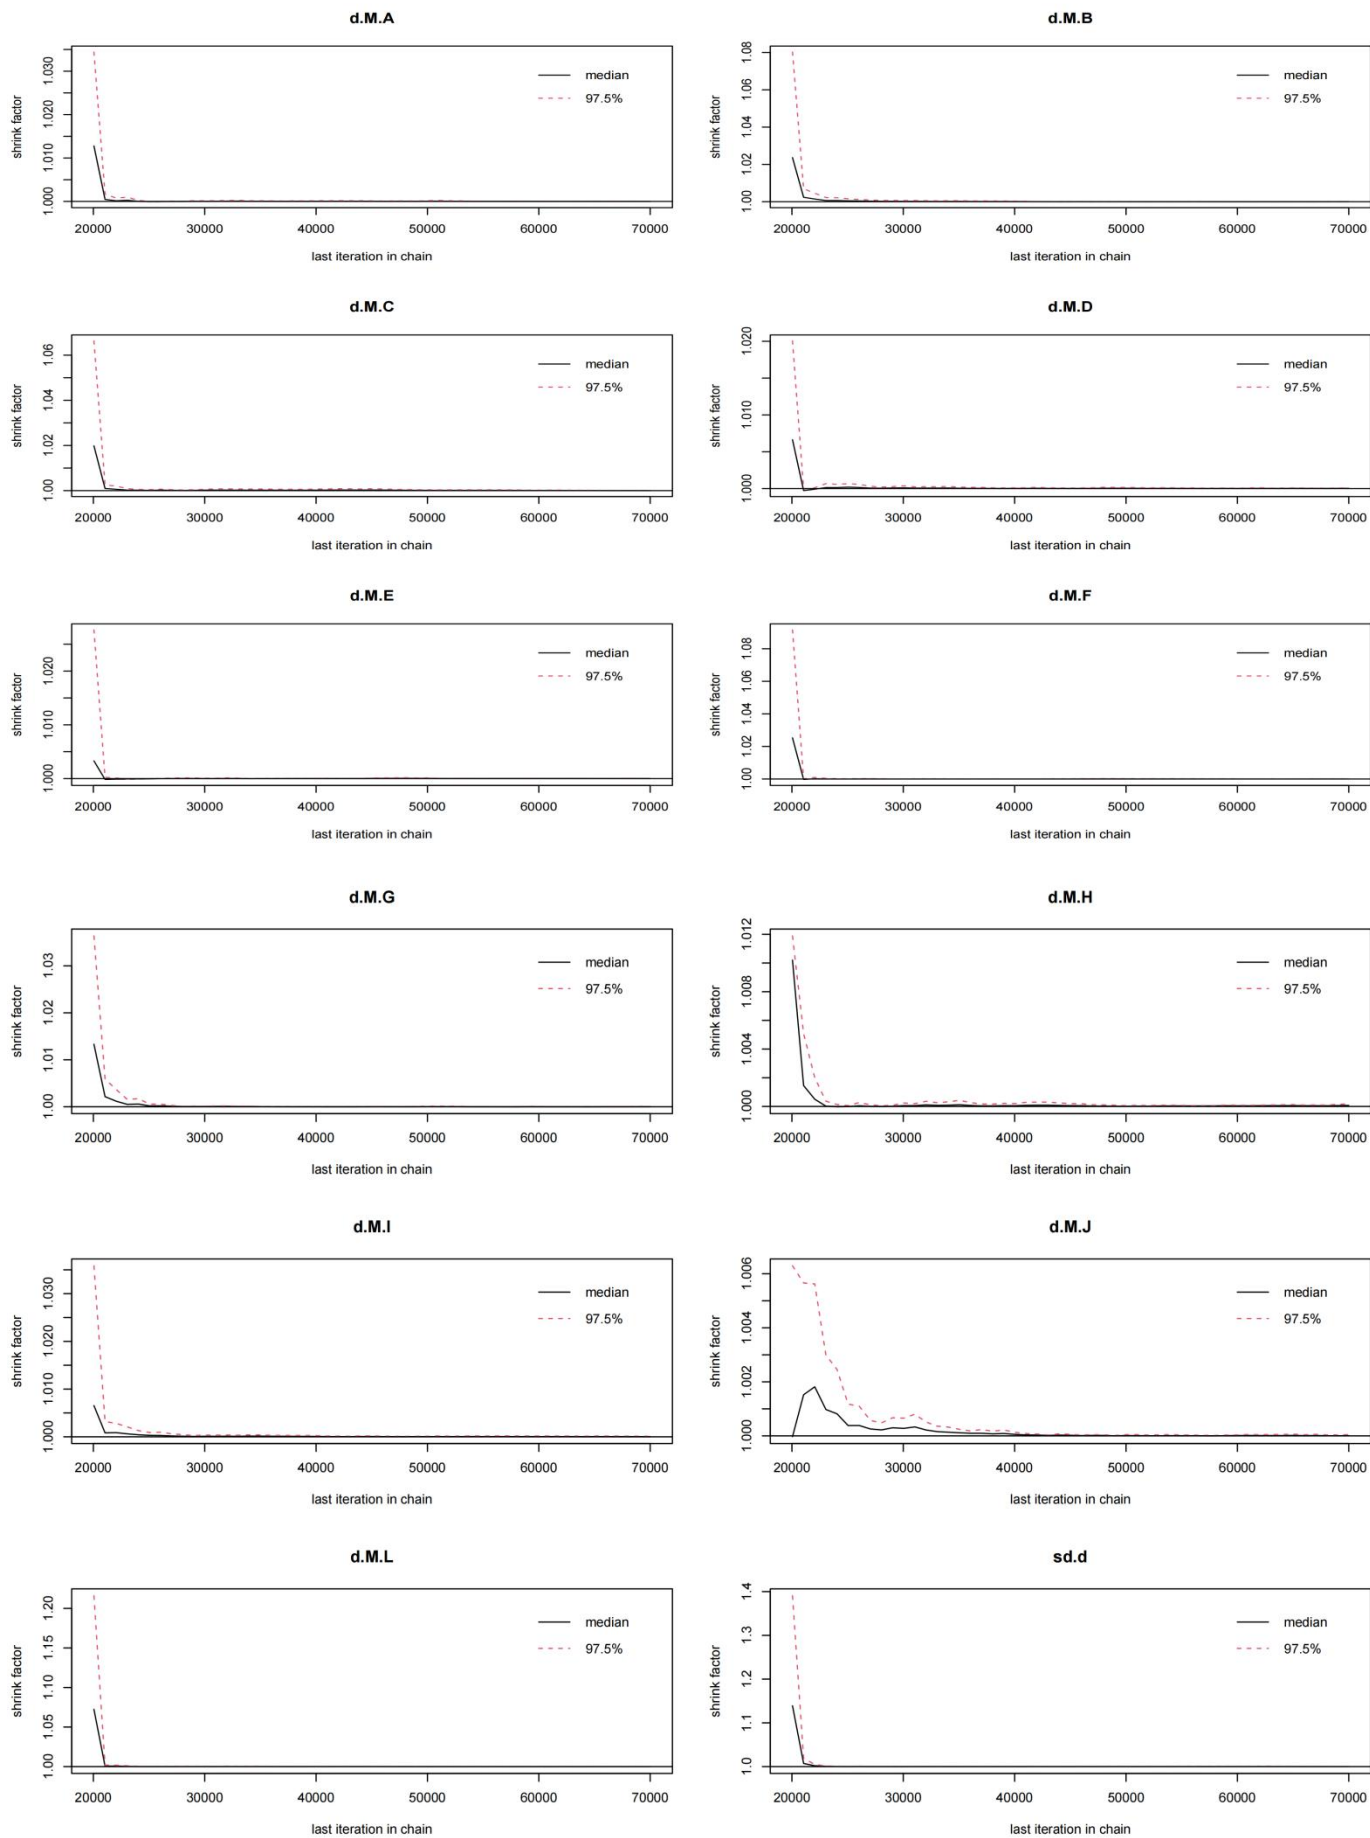 d.M.A
shrink factor
1.000 1.010 1.020 1.030
median
97.5%
20000 30000 40000 50000 60000 70000
last iteration in chain
d.M.B
shrink factor
1.00 1.02 1.04 1.06 1.08
median
97.5%
20000 30000 40000 50000 60000 70000
last iteration in chain
d.M.C
shrink factor
1.00 1.02 1.04 1.06
median
97.5%
20000 30000 40000 50000 60000 70000
last iteration in chain
d.M.D
shrink factor
1.000 1.010 1.020
median
97.5%
20000 30000 40000 50000 60000 70000
last iteration in chain
d.M.E
shrink factor
1.000 1.010 1.020
median
97.5%
20000 30000 40000 50000 60000 70000
last iteration in chain
d.M.F
shrink factor
1.00 1.02 1.04 1.06 1.08
median
97.5%
20000 30000 40000 50000 60000 70000
last iteration in chain
d.M.G
shrink factor
1.00 1.01 1.02 1.03
median
97.5%
20000 30000 40000 50000 60000 70000
last iteration in chain
d.M.H
shrink factor
1.000 1.004 1.008 1.012
median
97.5%
20000 30000 40000 50000 60000 70000
last iteration in chain
d.M.I
shrink factor
1.000 1.010 1.020 1.030
median
97.5%
20000 30000 40000 50000 60000 70000
last iteration in chain
d.M.J
shrink factor
1.000 1.002 1.004 1.006
median
97.5%
20000 30000 40000 50000 60000 70000
last iteration in chain
d.M.L
shrink factor
1.00 1.05 1.10 1.15 1.20
median
97.5%
20000 30000 40000 50000 60000 70000
last iteration in chain
sd.d
shrink factor
1.0 1.1 1.2 1.3 1.4
median
97.5%
20000 30000 40000 50000 60000 70000
last iteration in chain